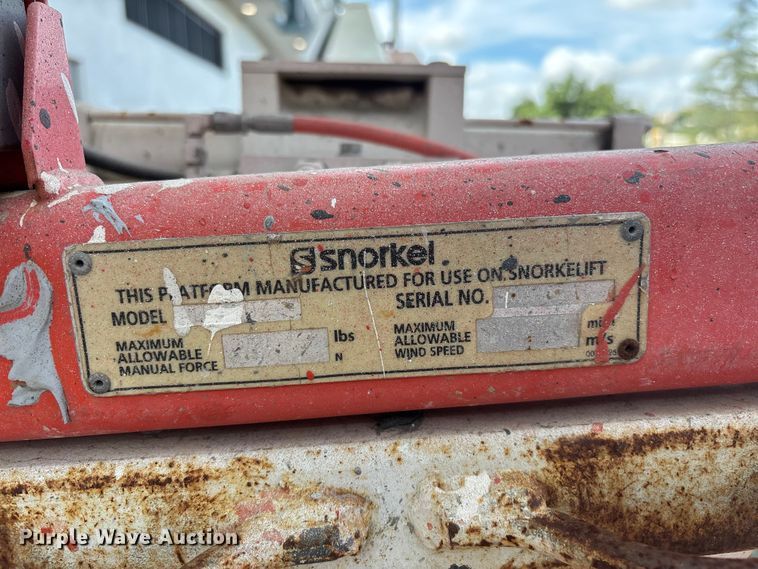 snorkel
THIS PLATFORM MANUFACTURED FOR USE ON SNORKELIFT
MODEL
SERIAL NO.
MAXIMUM
ALLOWABLE
MANUAL FORCE
lbs
N
MAXIMUM
ALLOWABLE
WIND SPEED
m/s
Purple Wave Auction